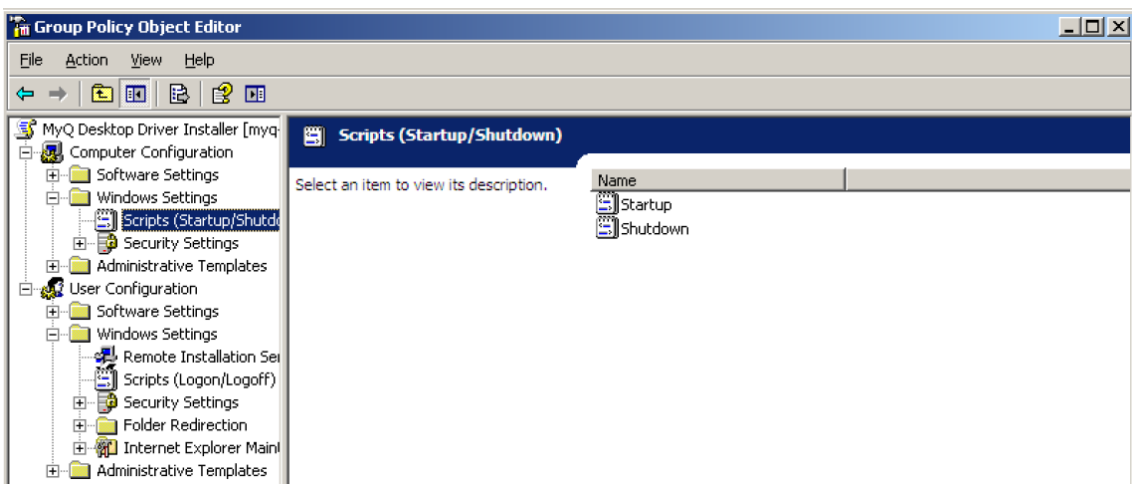 Group Policy Object Editor
File Action View Help
MyQ Desktop Driver Installer [myq-
Computer Configuration
Software Settings
Windows Settings
Scripts (Startup/Shutdo
Security Settings
Administrative Templates
User Configuration
Software Settings
Windows Settings
Remote Installation Ser
Scripts (Logon/Logoff)
Security Settings
Folder Redirection
Internet Explorer Maint
Administrative Templates
Scripts (Startup/Shutdown)
Select an item to view its description.
Name
Startup
Shutdown